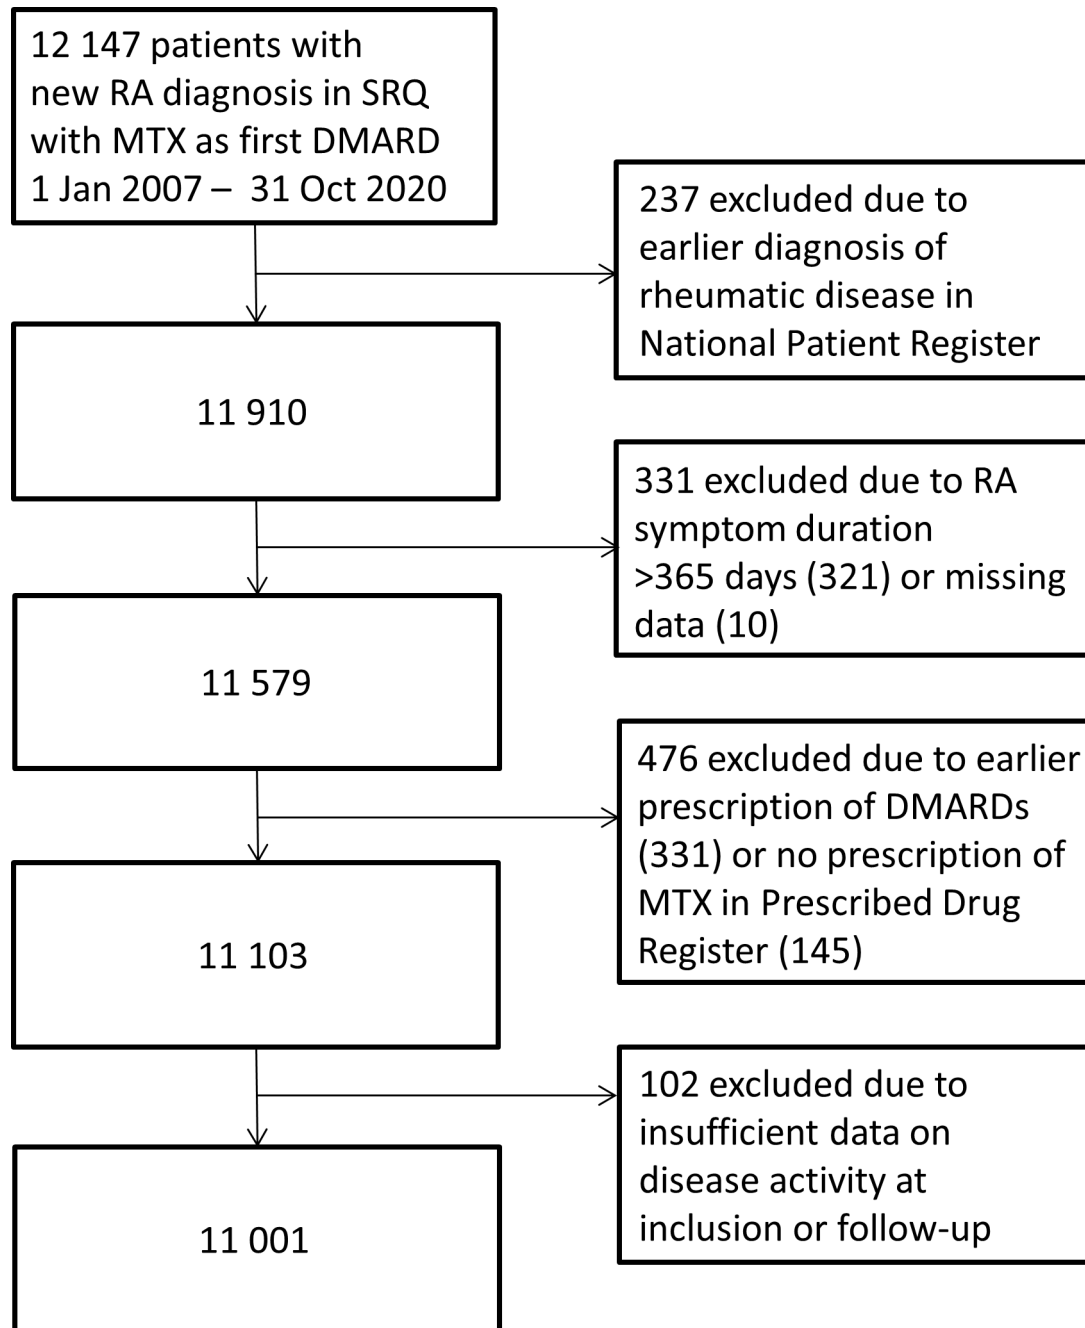 12 147 patients with
new RA diagnosis in SRQ
with MTX as first DMARD
1 Jan 2007 – 31 Oct 2020
237 excluded due to
earlier diagnosis of
rheumatic disease in
National Patient Register
11 910
331 excluded due to RA
symptom duration
>365 days (321) or missing
data (10)
11 579
476 excluded due to earlier
prescription of DMARDs
(331) or no prescription of
MTX in Prescribed Drug
Register (145)
11 103
102 excluded due to
insufficient data on
disease activity at
inclusion or follow-up
11 001